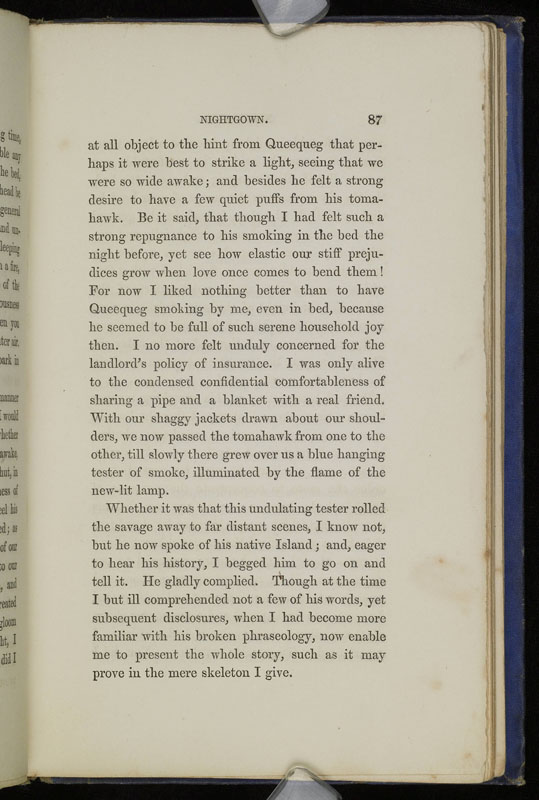 NIGHTGOWN. 87
at all object to the hint from Queequeg that per-
haps it were best to strike a light, seeing that we
were so wide awake; and besides he felt a strong
desire to have a few quiet puffs from his toma-
hawk. Be it said, that though I had felt such a
strong repugnance to his smoking in the bed the
night before, yet see how elastic our stiff preju-
dices grow when love once comes to bend them!
For now I liked nothing better than to have
Queequeg smoking by me, even in bed, because
he seemed to be full of such serene household joy
then. I no more felt unduly concerned for the
landlord's policy of insurance. I was only alive
to the condensed confidential comfortableness of
sharing a pipe and a blanket with a real friend.
With our shaggy jackets drawn about our shoul-
ders, we now passed the tomahawk from one to the
other, till slowly there grew over us a blue hanging
tester of smoke, illuminated by the flame of the
new-lit lamp.
Whether it was that this undulating tester rolled
the savage away to far distant scenes, I know not,
but he now spoke of his native Island; and, eager
to hear his history, I begged him to go on and
tell it. He gladly complied. Though at the time
I but ill comprehended not a few of his words, yet
subsequent disclosures, when I had become more
familiar with his broken phraseology, now enable
me to present the whole story, such as it may
prove in the mere skeleton I give.